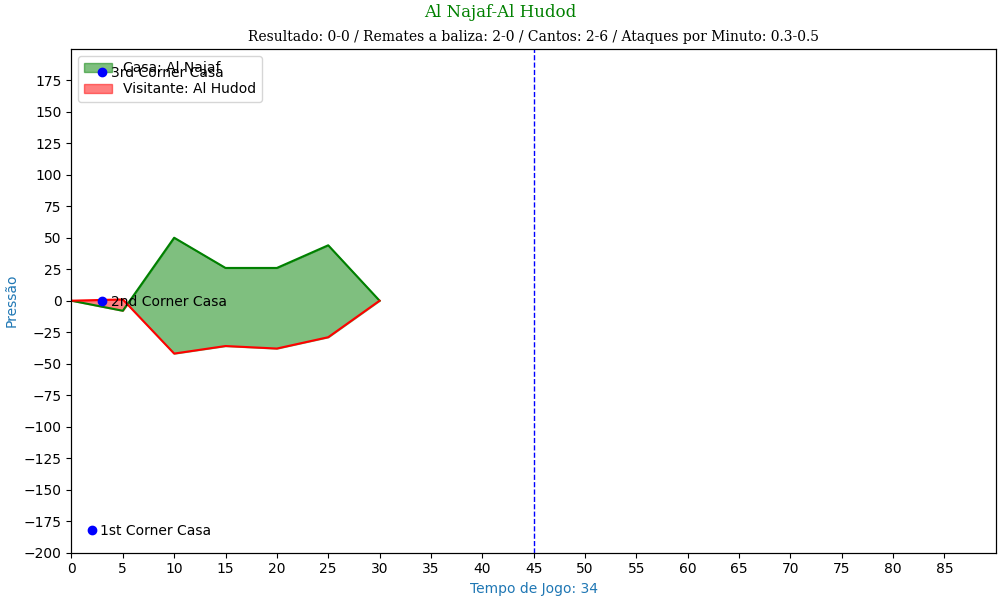 Al Najaf-Al Hudod
Resultado: 0-0 / Remates a baliza: 2-0 / Cantos: 2-6 / Ataques por Minuto: 0.3-0.5
Casa: Al Najaf
3rd Corner Casa
Visitante: Al Hudod
175
150
125
100
75
50
25
0
2nd Corner Casa
Pressão
−25
−50
−75
−100
−125
−150
−175
1st Corner Casa
−200
0 5 10 15 20 25 30 35 40 45 50 55 60 65 70 75 80 85
Tempo de Jogo: 34